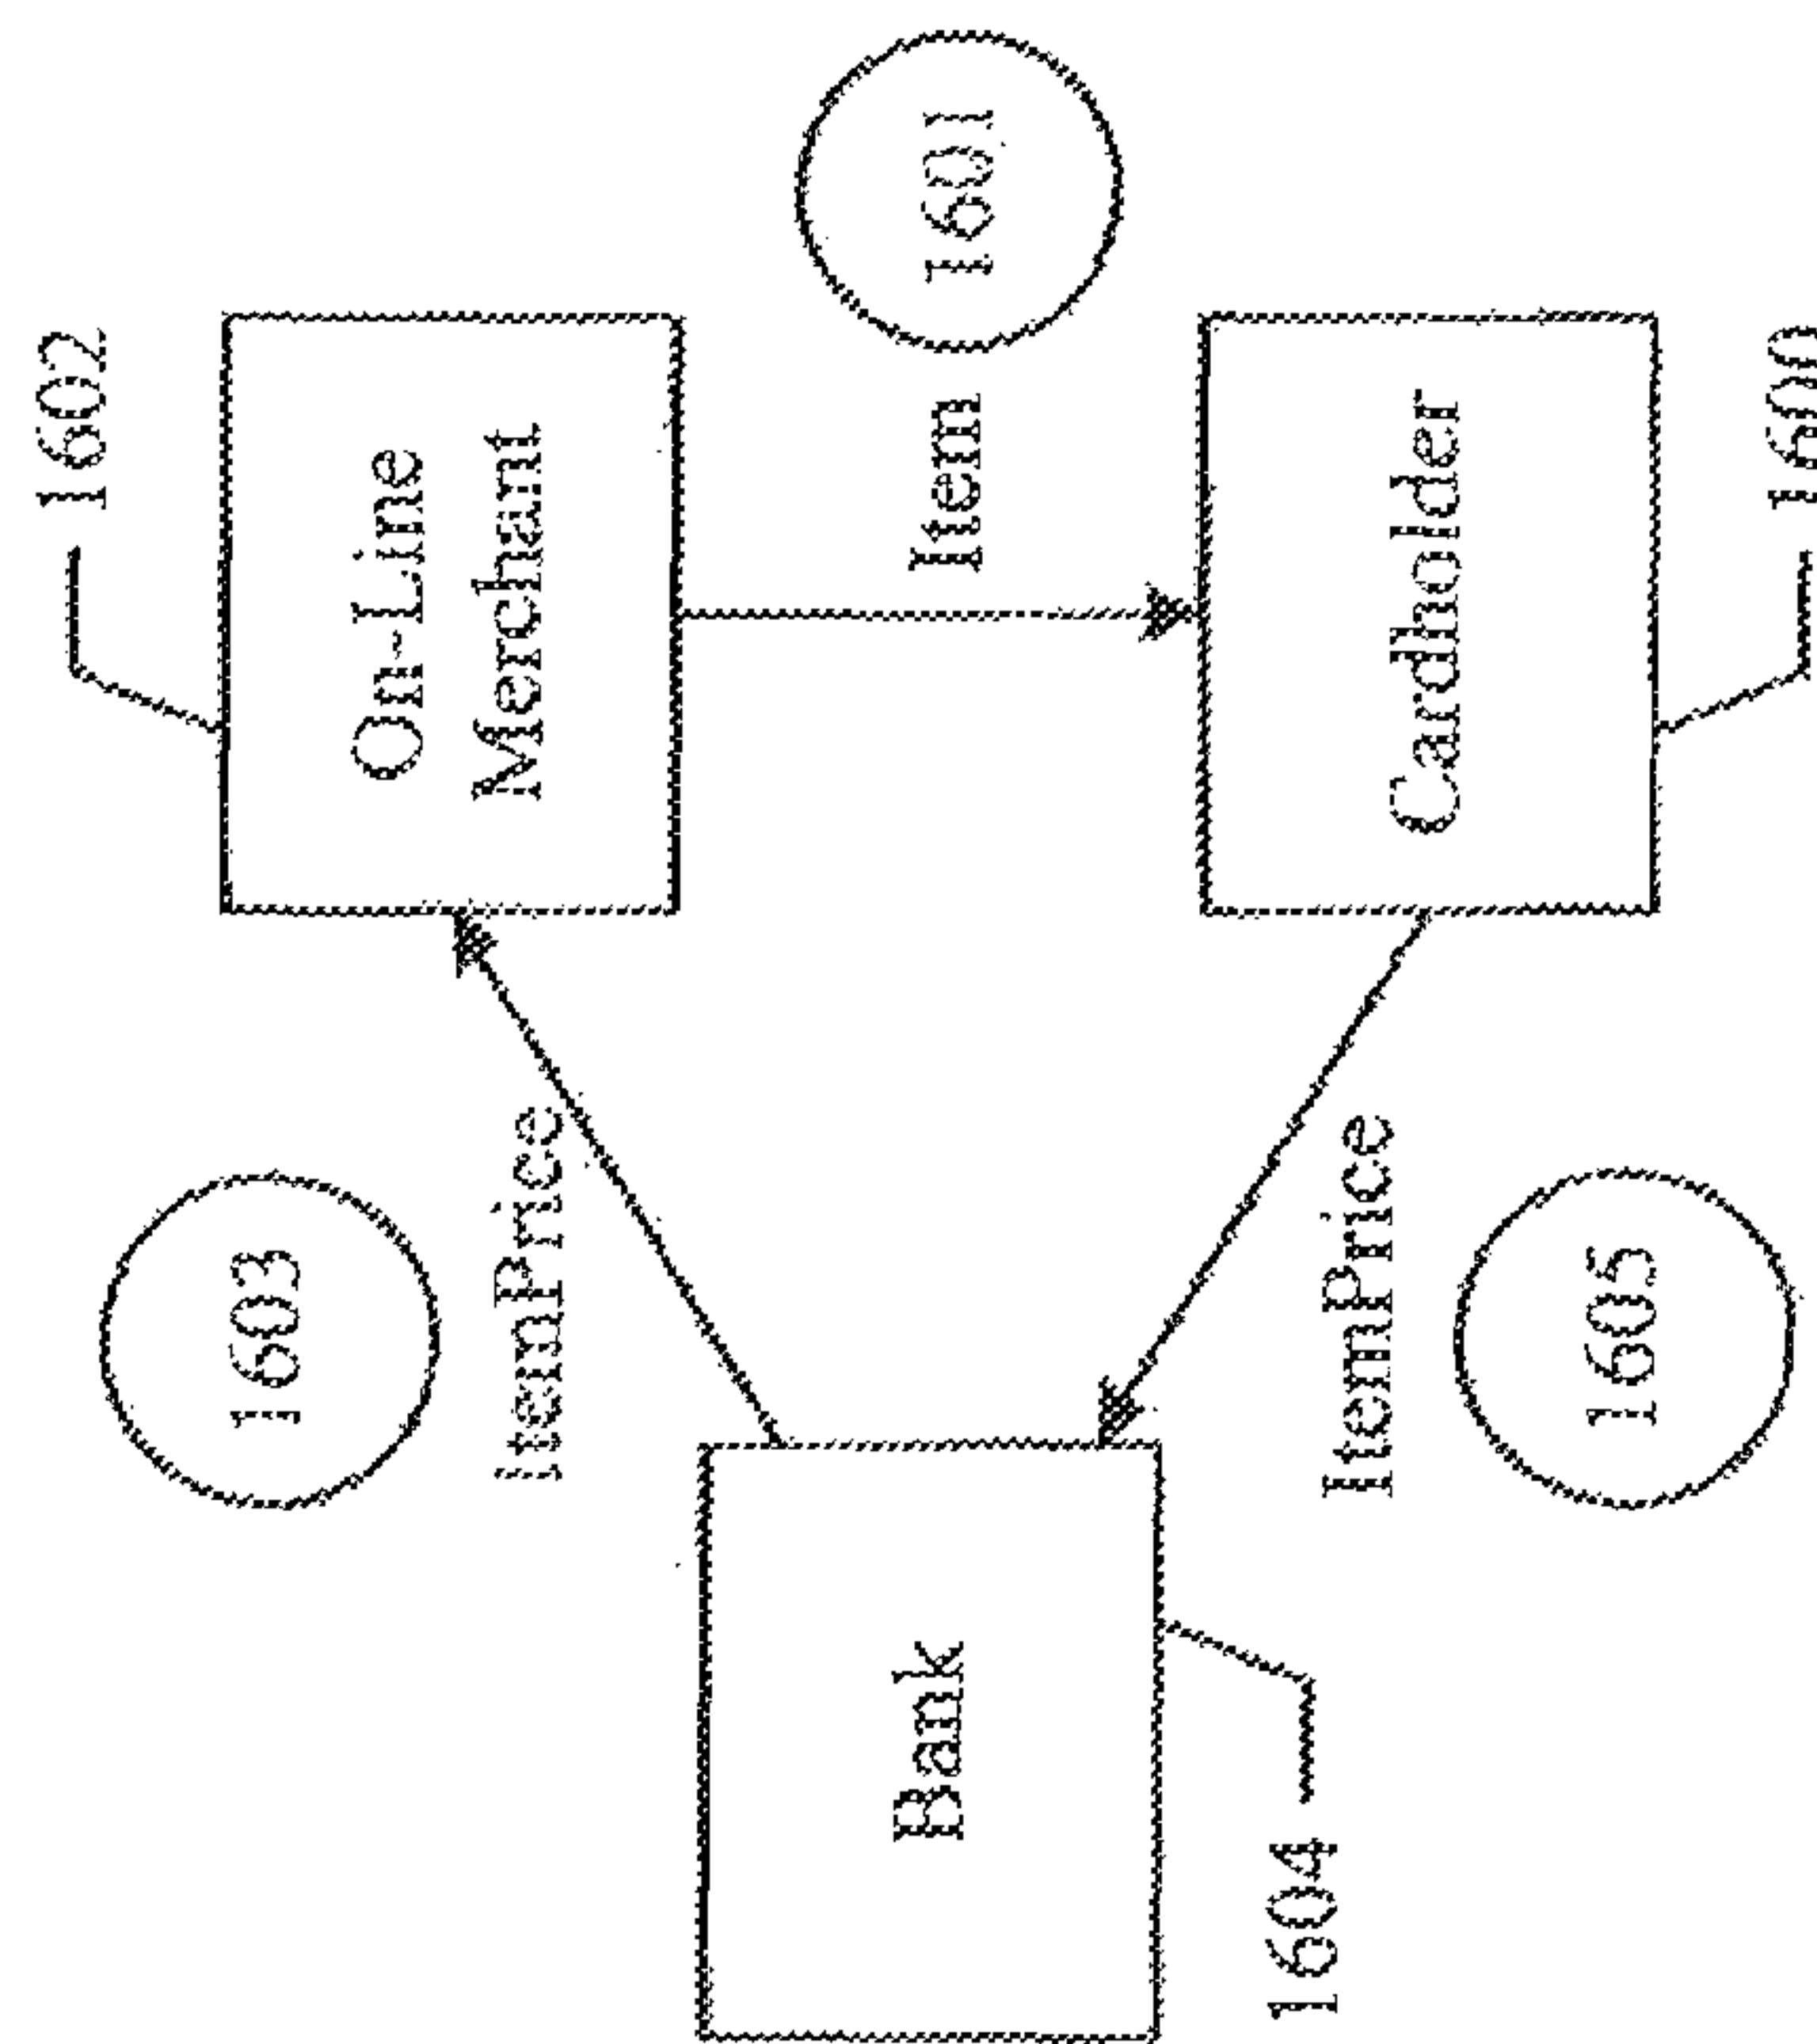 1602
On-Line
Merchant
1601
Item
1603
ItemPrice
Bank
1604
Cardholder
1600
ItemPrice
1605